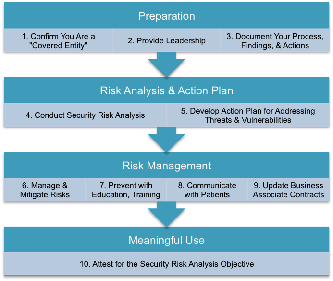 Preparation
1. Confirm You Are a
"Covered Entity"
2. Provide Leadership
3. Document Your Process,
Findings, & Actions
Risk Analysis & Action Plan
4. Conduct Security Risk Analysis
5. Develop Action Plan for Addressing
Threats & Vulnerabilities
Risk Management
6. Manage &
Mitigate Risks
7. Prevent with
Education, Training
8. Communicate
with Patients
9. Update Business
Associate Contracts
Meaningful Use
10. Attest for the Security Risk Analysis Objective